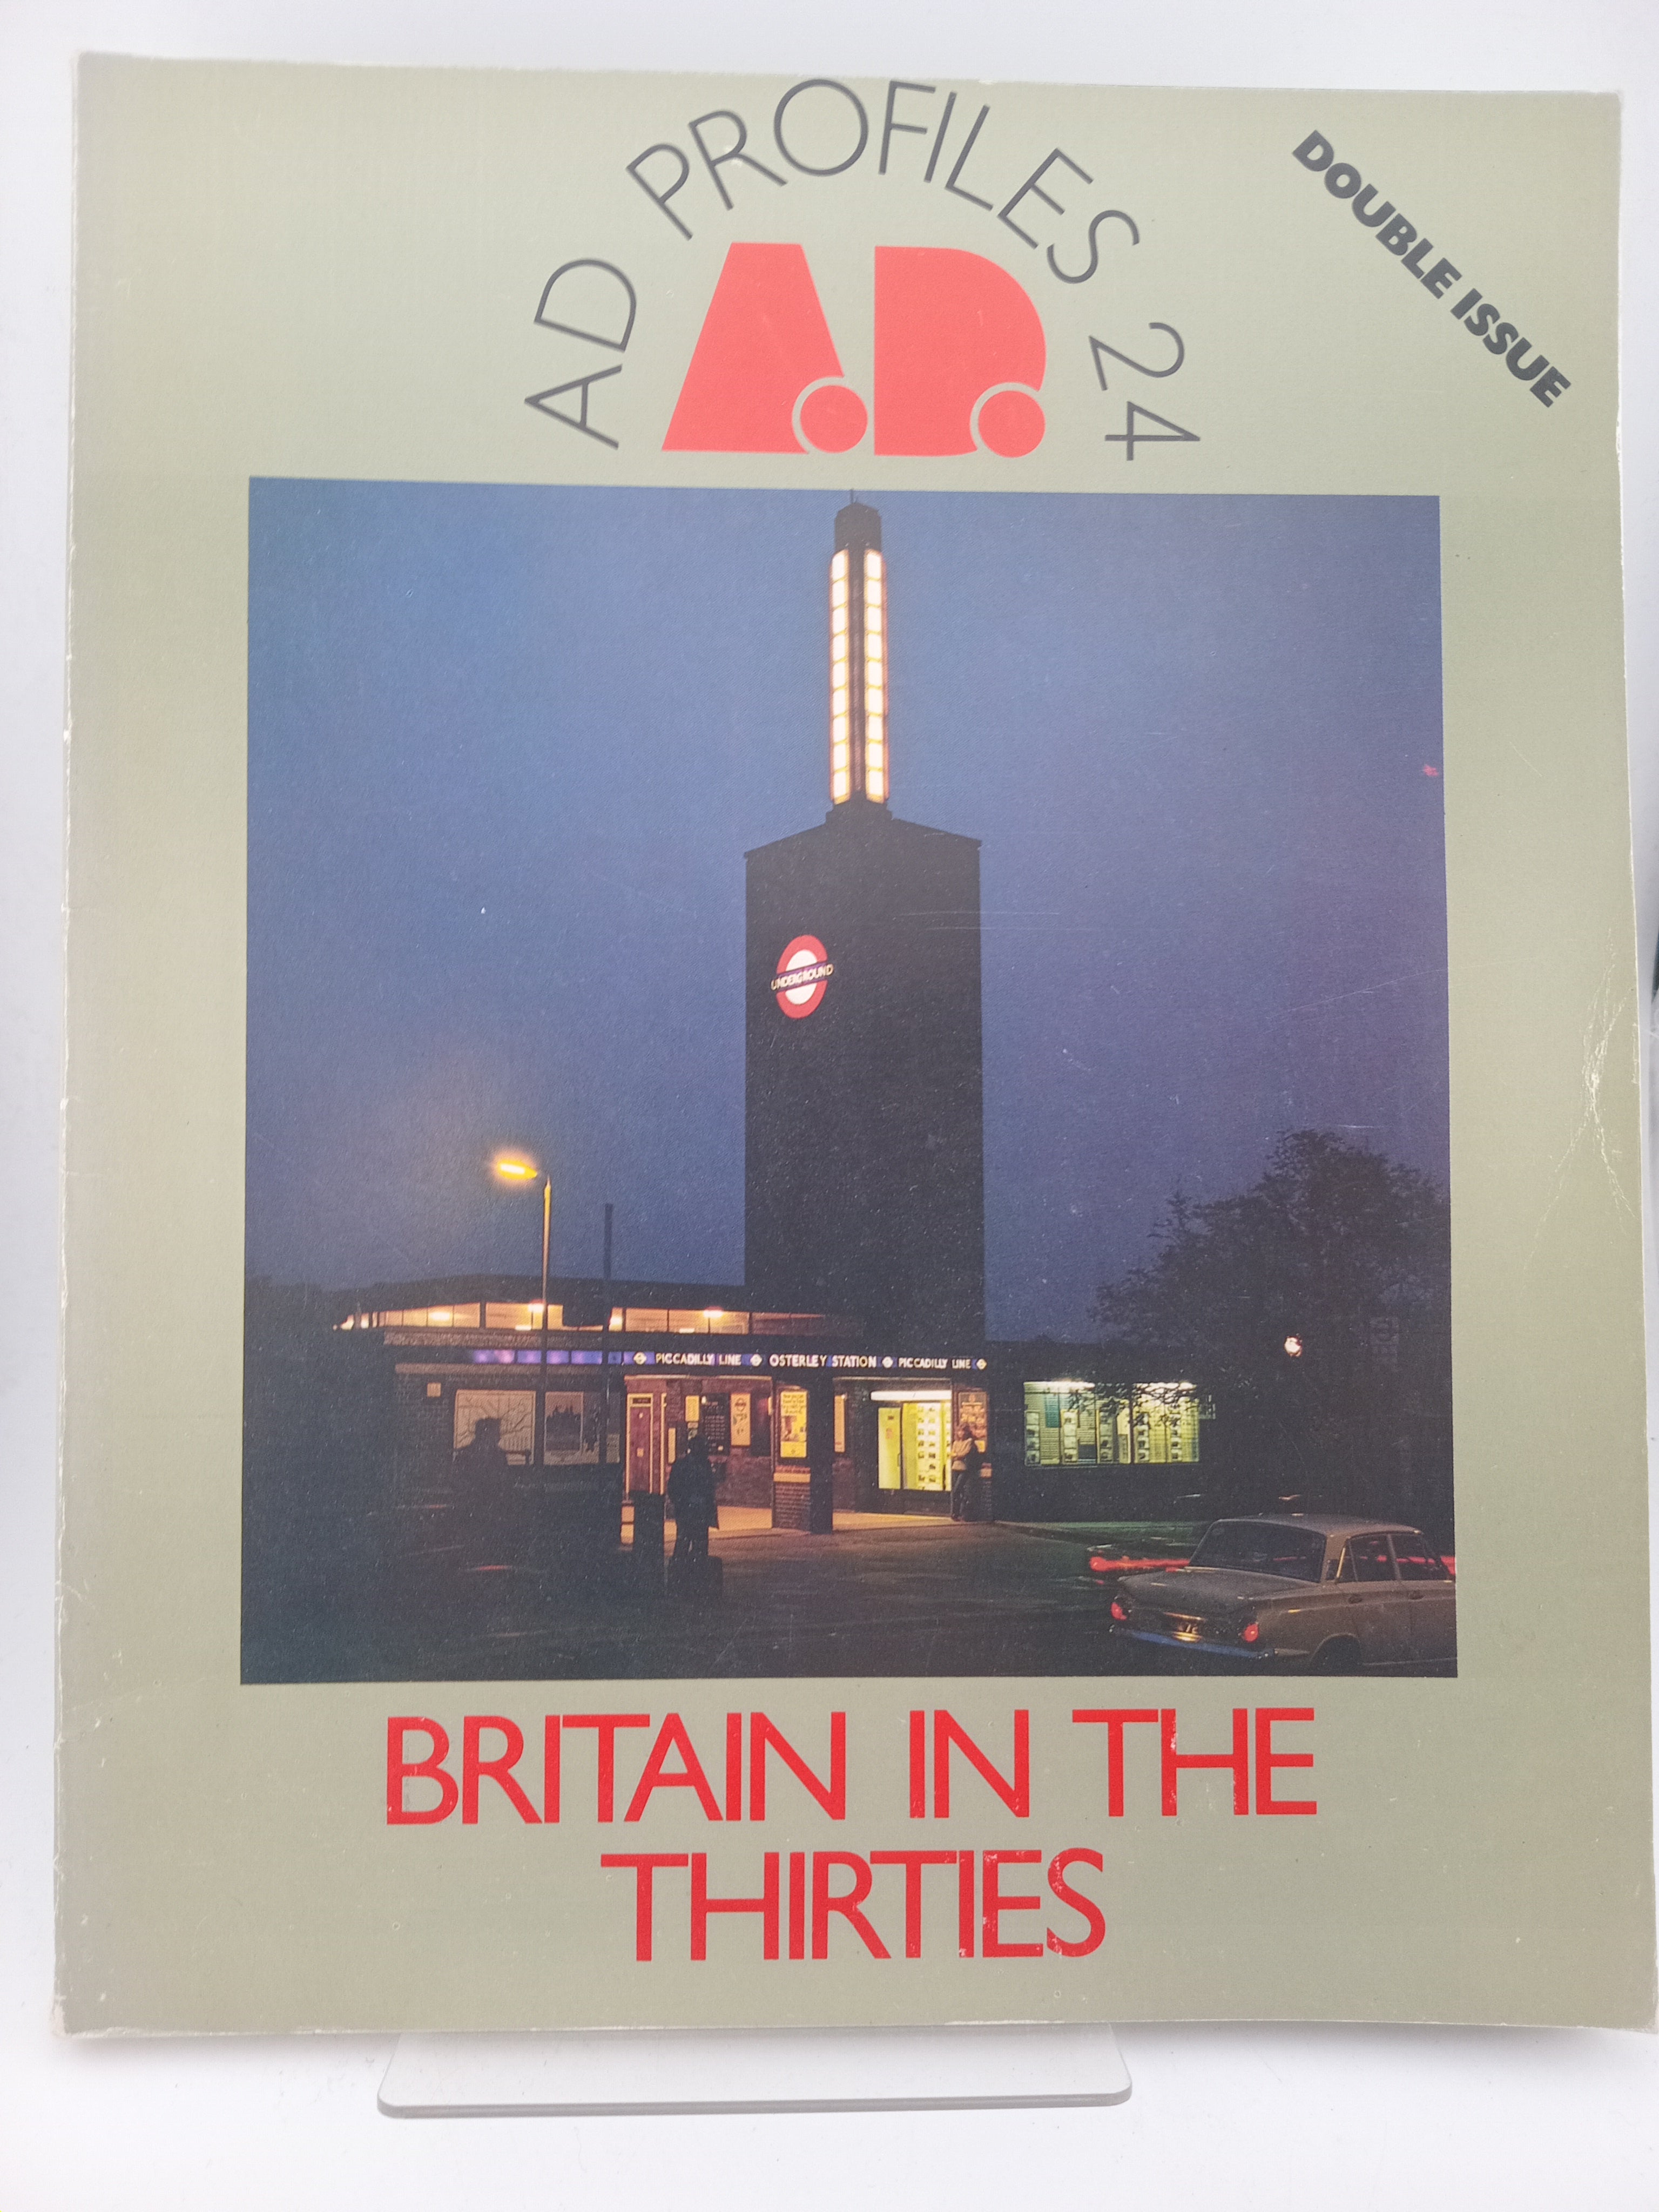 AD PROFILES 24
DOUBLE ISSUE
A.D.
UNDERGROUND
PICCADILLY LINE OSTERLEY STATION PICCADILLY LINE
BRITAIN IN THE
THIRTIES